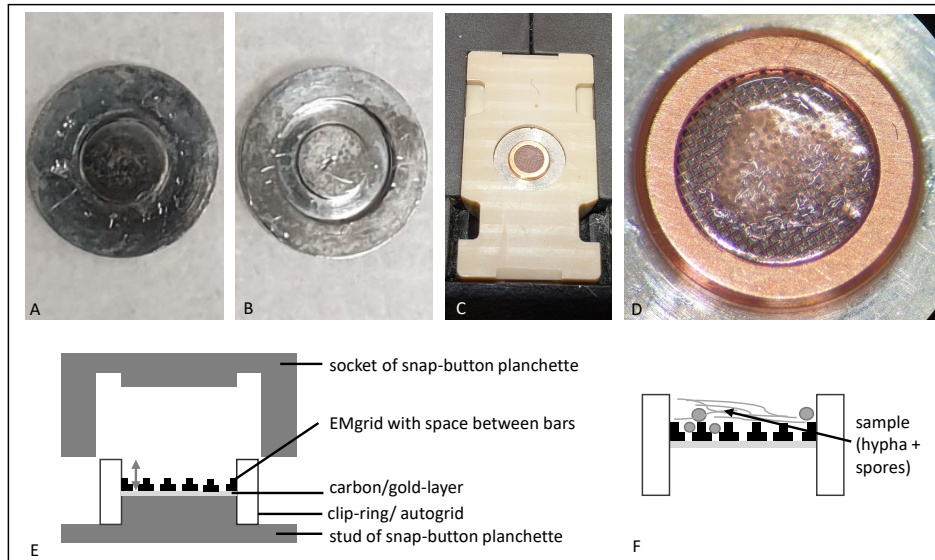 A
B
C
D
socket of snap-button planchette
EMgrid with space between bars
carbon/gold-layer
clip-ring/ autogrid
stud of snap-button planchette
E
sample
(hypha +
spores)
F